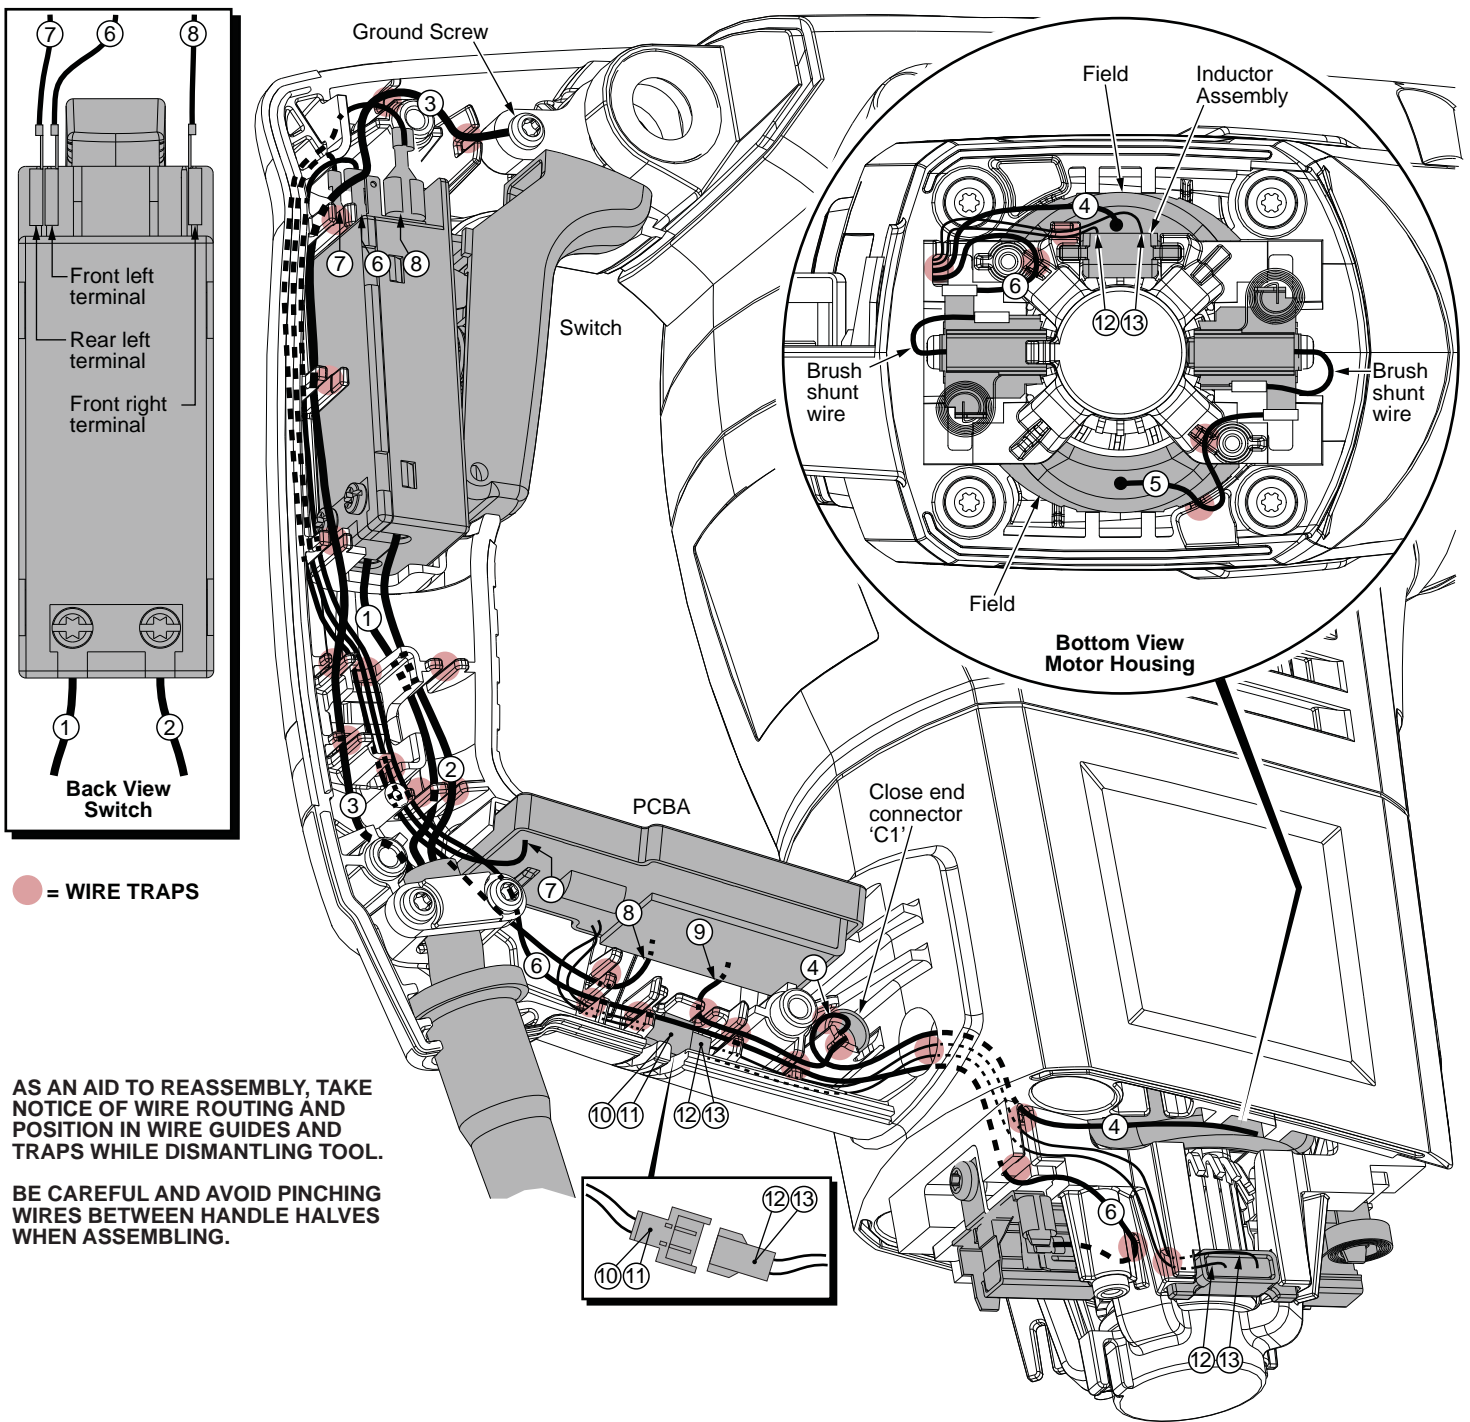 7
6
8
Front left
terminal
Rear left
terminal
Front right
terminal
1
2
Back View
Switch
= WIRE TRAPS
AS AN AID TO REASSEMBLY, TAKE
NOTICE OF WIRE ROUTING AND
POSITION IN WIRE GUIDES AND
TRAPS WHILE DISMANTLING TOOL.
BE CAREFUL AND AVOID PINCHING
WIRES BETWEEN HANDLE HALVES
WHEN ASSEMBLING.
Ground Screw
3
7
6
8
Switch
1
2
3
PCBA
7
8
9
6
4
Close end
connector
‘C1’
10 11
12 13
12 13
10 11
Field
Inductor
Assembly
4
6
12 13
Brush
shunt
wire
Brush
shunt
wire
5
Field
Bottom View
Motor Housing
4
6
12 13